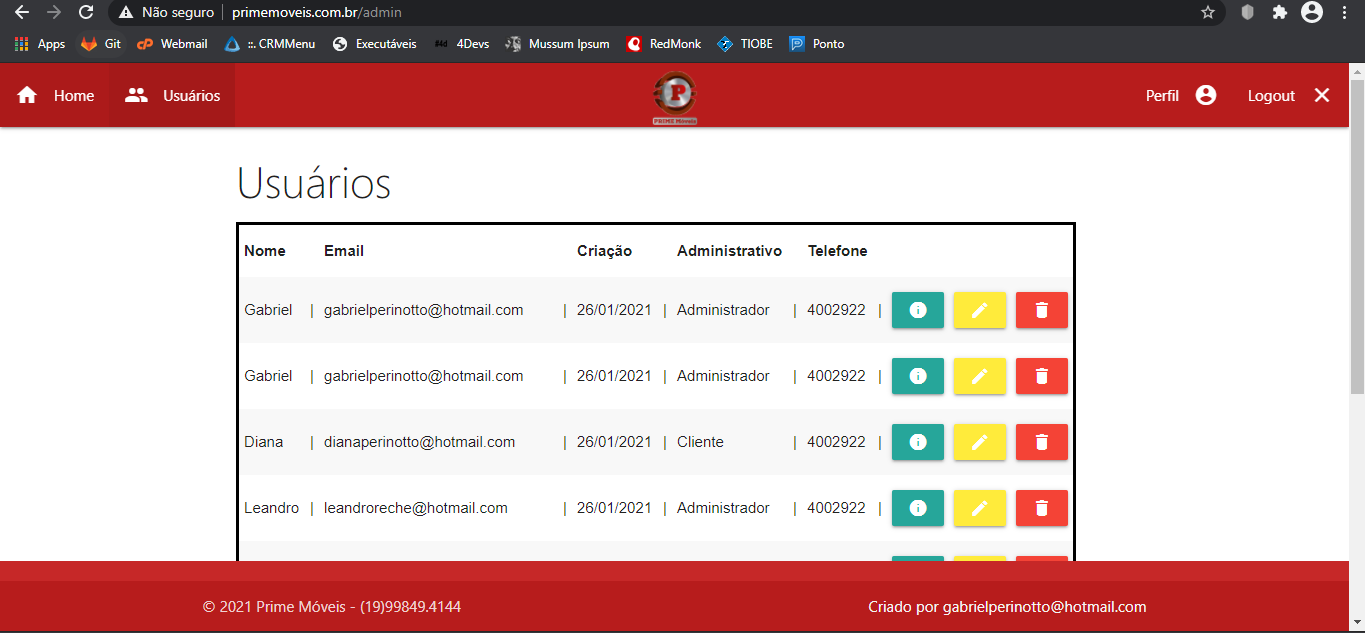 Não seguro | primemoveis.com.br/admin
Apps Git Webmail ::. CRMMenu Executáveis 4Devs Mussum Ipsum RedMonk TIOBE Ponto
Home Usuários P Perfil Logout
PRIME Móveis
Usuários
Nome Email Criação Administrativo Telefone
Gabriel | gabrielperinotto@hotmail.com | 26/01/2021 | Administrador | 4002922 |
Gabriel | gabrielperinotto@hotmail.com | 26/01/2021 | Administrador | 4002922 |
Diana | dianaperinotto@hotmail.com | 26/01/2021 | Cliente | 4002922 |
Leandro | leandroreche@hotmail.com | 26/01/2021 | Administrador | 4002922 |
© 2021 Prime Móveis - (19)99849.4144 Criado por gabrielperinotto@hotmail.com